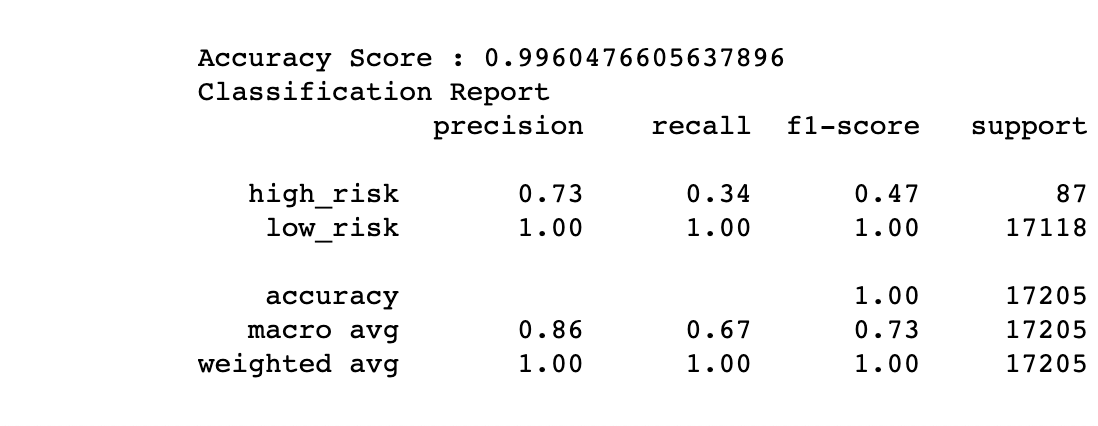 Accuracy Score : 0.9960476605637896
Classification Report
precision recall f1-score support
high_risk 0.73 0.34 0.47 87
low_risk 1.00 1.00 1.00 17118
accuracy 1.00 17205
macro avg 0.86 0.67 0.73 17205
weighted avg 1.00 1.00 1.00 17205